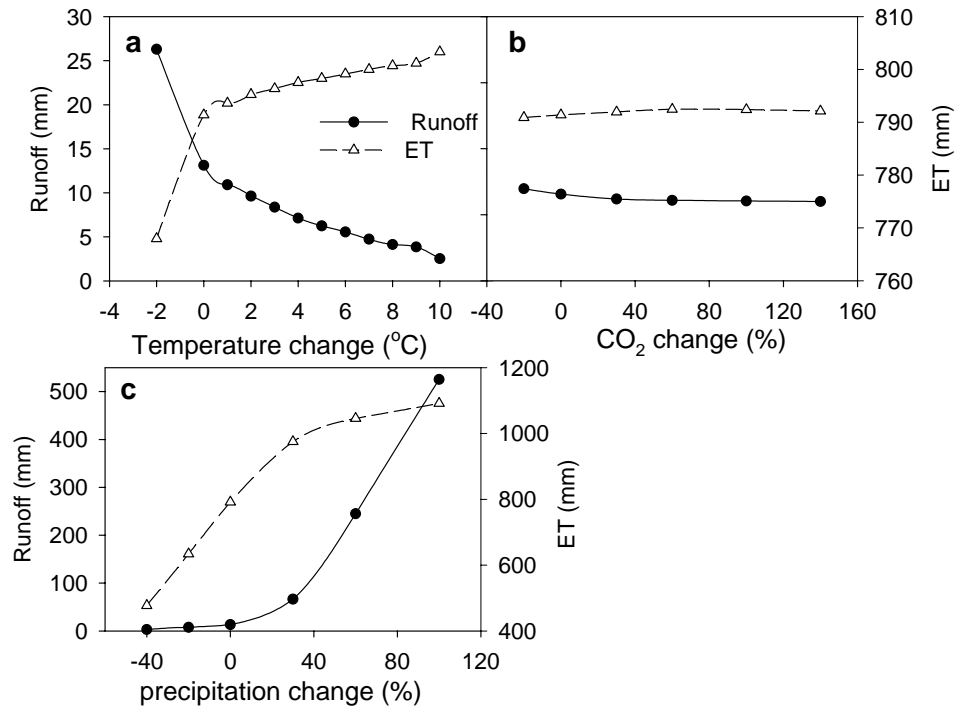 a
Runoff (mm)
30
25
20
15
10
5
0
Runoff
ET
-4 -2 0 2 4 6 8 10
Temperature change (°C)
b
810
800
790
780
770
760
ET (mm)
-40 0 40 80 120 160
CO₂ change (%)
c
Runoff (mm)
500
400
300
200
100
0
1200
1000
800
600
400
ET (mm)
-40 0 40 80 120
precipitation change (%)